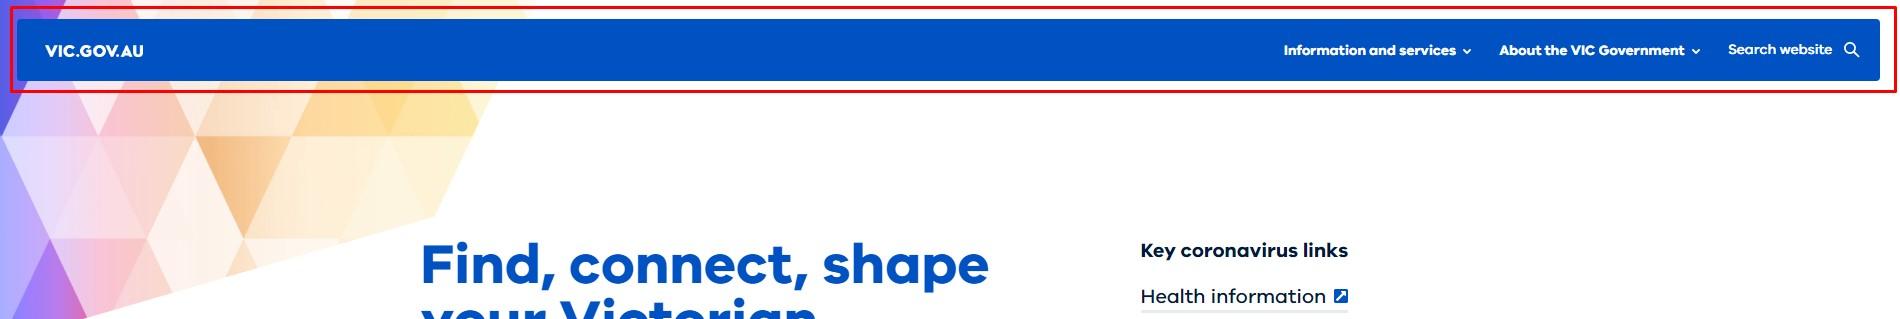 VIC.GOV.AU
Information and services
About the VIC Government
Search website
Find, connect, shape
your Victorian
Key coronavirus links
Health information